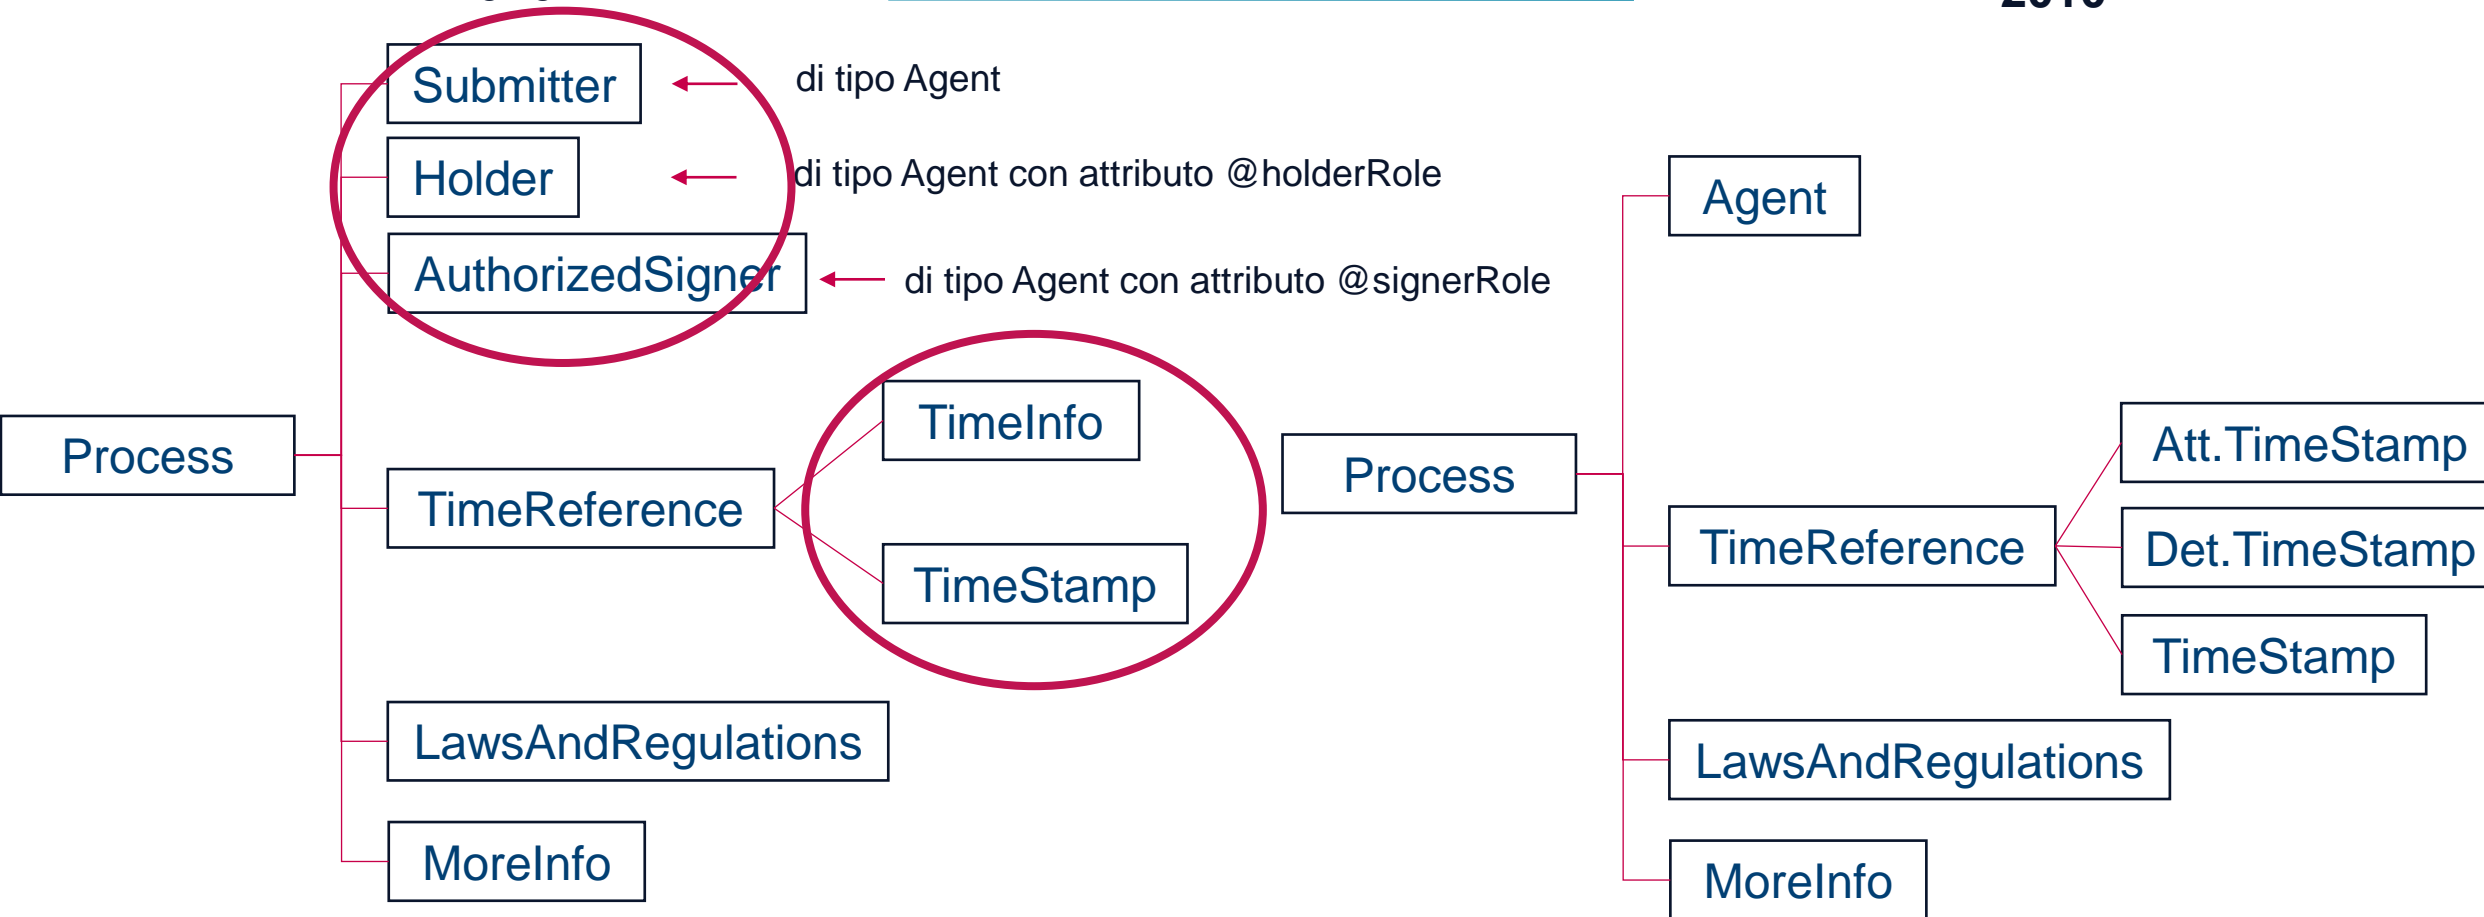 Submitter
di tipo Agent
Holder
di tipo Agent con attributo @holderRole
AuthorizedSigner
di tipo Agent con attributo @signerRole
Process
TimeReference
TimeInfo
TimeStamp
LawsAndRegulations
MoreInfo
Process
Agent
TimeReference
Att.TimeStamp
Det.TimeStamp
TimeStamp
LawsAndRegulations
MoreInfo